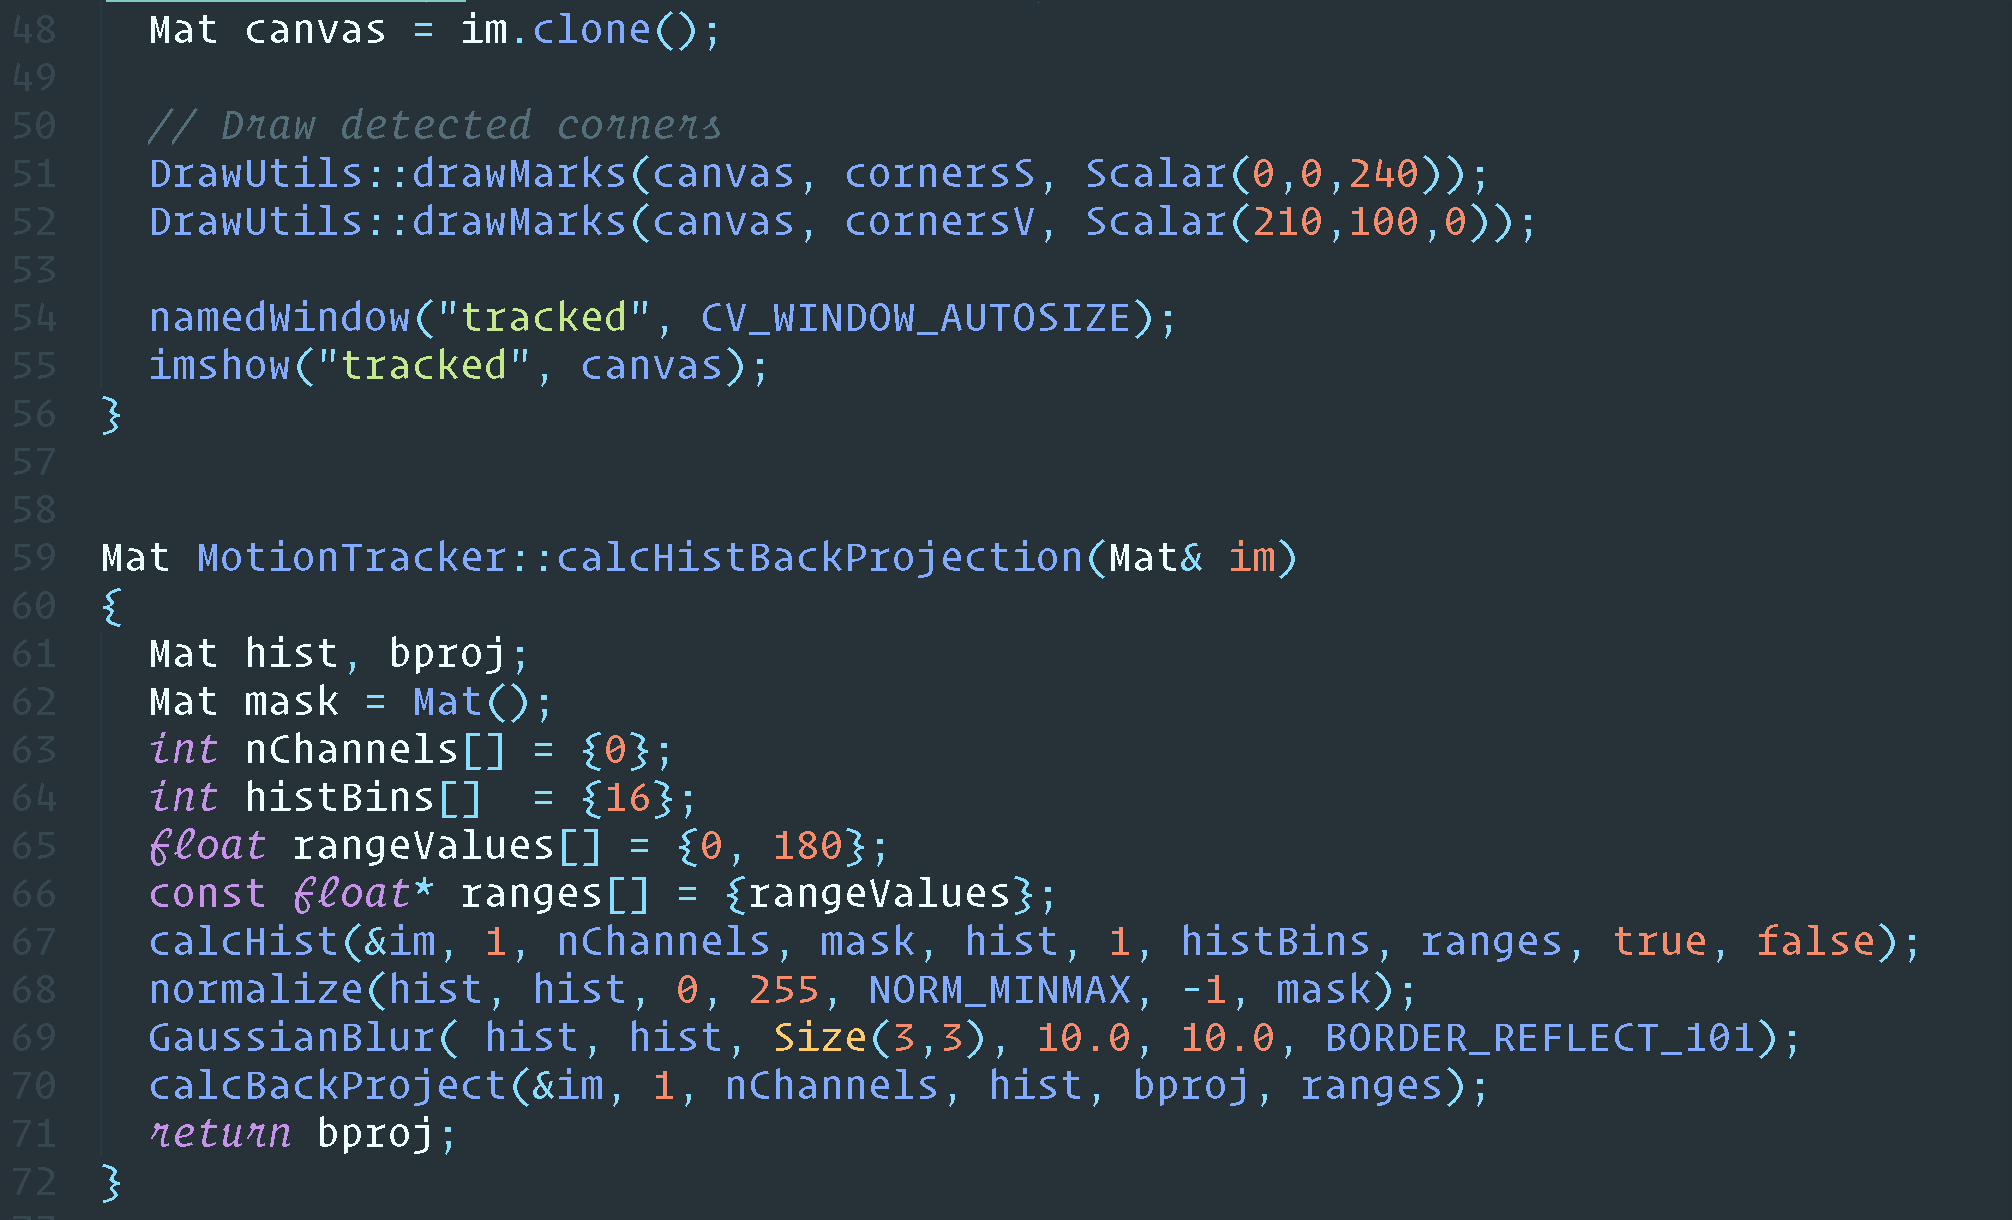 48 Mat canvas = im.clone();
49
50 // Draw detected corners
51 DrawUtils::drawMarks(canvas, cornersS, Scalar(0,0,240));
52 DrawUtils::drawMarks(canvas, cornersV, Scalar(210,100,0));
53
54 namedWindow("tracked", CV_WINDOW_AUTOSIZE);
55 imshow("tracked", canvas);
56 }
57
58
59 Mat MotionTracker::calcHistBackProjection(Mat& im)
60 {
61 Mat hist, bproj;
62 Mat mask = Mat();
63 int nChannels[] = {0};
64 int histBins[]  = {16};
65 float rangeValues[] = {0, 180};
66 const float* ranges[] = {rangeValues};
67 calcHist(&im, 1, nChannels, mask, hist, 1, histBins, ranges, true, false);
68 normalize(hist, hist, 0, 255, NORM_MINMAX, -1, mask);
69 GaussianBlur( hist, hist, Size(3,3), 10.0, 10.0, BORDER_REFLECT_101);
70 calcBackProject(&im, 1, nChannels, hist, bproj, ranges);
71 return bproj;
72 }